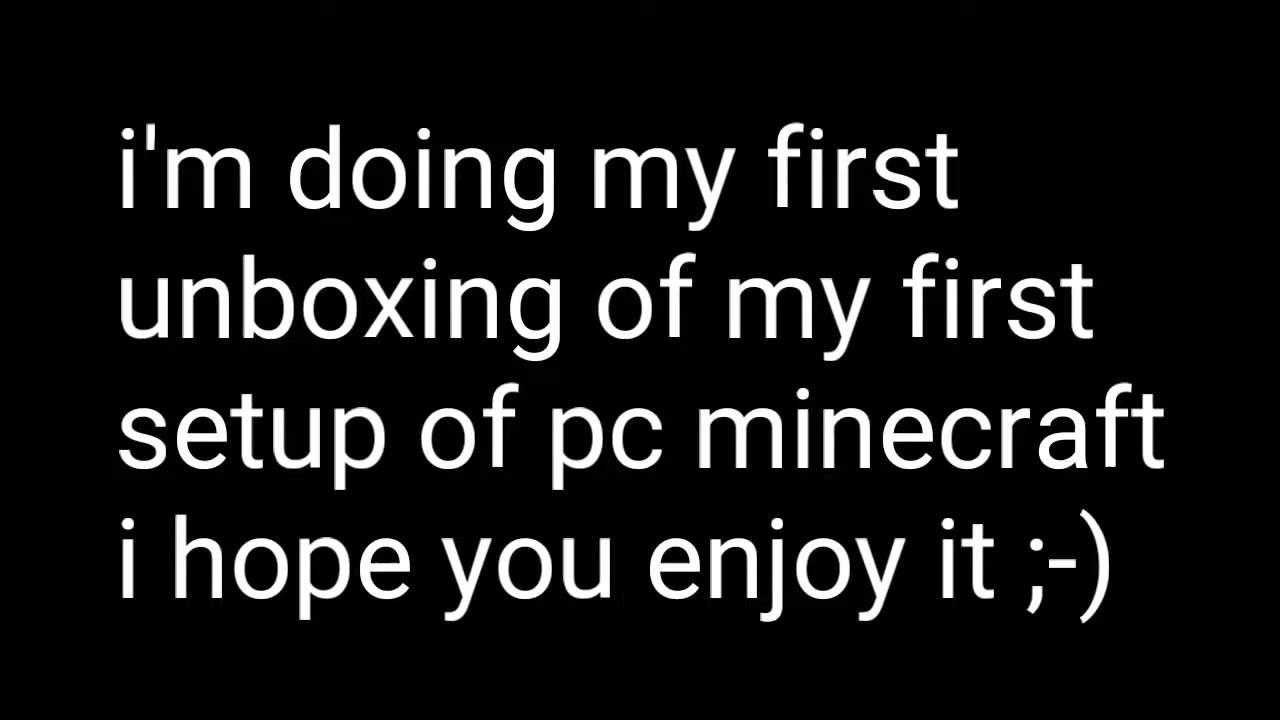 i'm doing my first
unboxing of my first
setup of pc minecraft
i hope you enjoy it ;-)